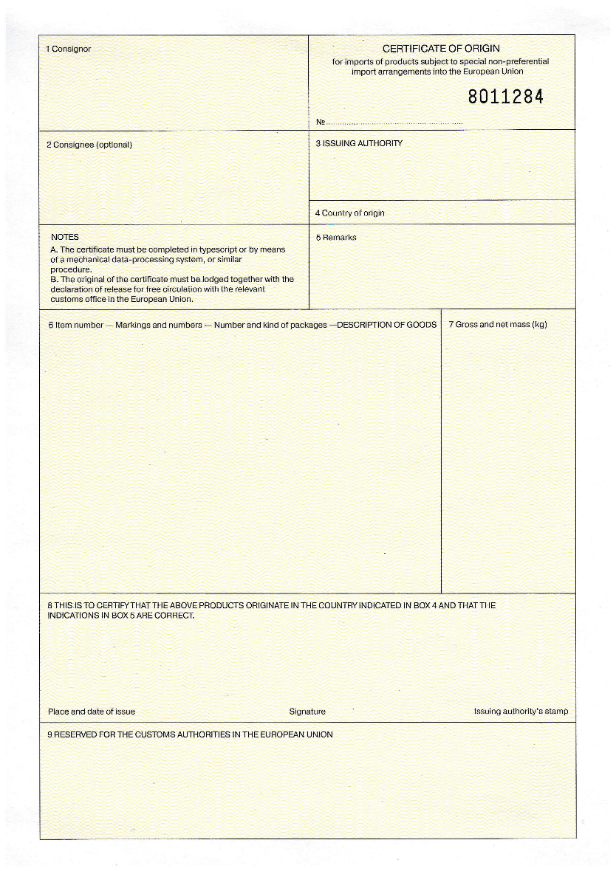 1 Consignor
CERTIFICATE OF ORIGIN
for imports of products subject to special non-preferential
import arrangements into the European Union
8011284
№
2 Consignee (optional)
3 ISSUING AUTHORITY
4 Country of origin
NOTES
A. The certificate must be completed in typescript or by means
of a mechanical data-processing system, or similar
procedure.
B. The original of the certificate must be lodged together with the
declaration of release for free circulation with the relevant
customs office in the European Union.
5 Remarks
6 Item number — Markings and numbers — Number and kind of packages —DESCRIPTION OF GOODS
7 Gross and net mass (kg)
8 THIS IS TO CERTIFY THAT THE ABOVE PRODUCTS ORIGINATE IN THE COUNTRY INDICATED IN BOX 4 AND THAT THE
INDICATIONS IN BOX 5 ARE CORRECT.
Place and date of issue
Signature
Issuing authority's stamp
9 RESERVED FOR THE CUSTOMS AUTHORITIES IN THE EUROPEAN UNION